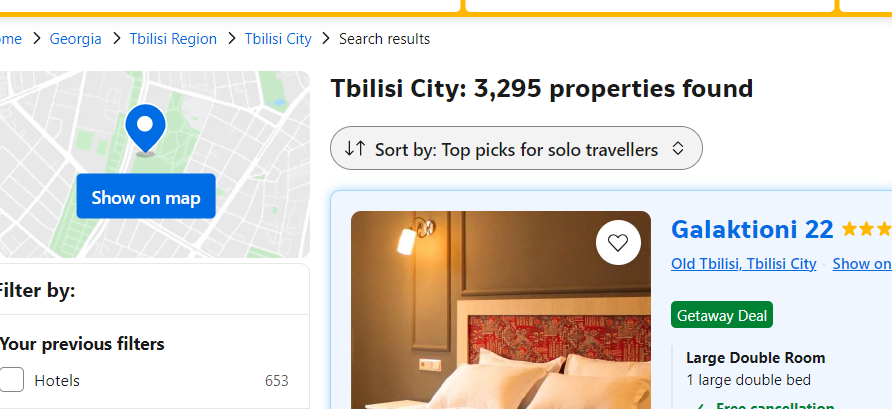 Georgia > Tbilisi Region > Tbilisi City > Search results
Tbilisi City: 3,295 properties found
Sort by: Top picks for solo travellers
Show on map
Galaktioni 22
Old Tbilisi, Tbilisi City Show on
Getaway Deal
Filter by:
Large Double Room
1 large double bed
Your previous filters
Hotels 653
Free cancellation